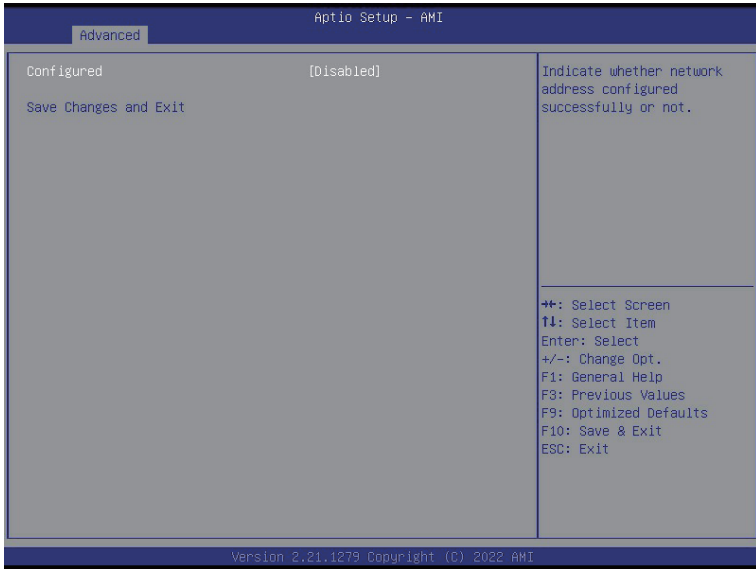 Aptio Setup – AMI
Advanced
Configured [Disabled]
Save Changes and Exit
Indicate whether network
address configured
successfully or not.
→←: Select Screen
↑↓: Select Item
Enter: Select
+/-: Change Opt.
F1: General Help
F3: Previous Values
F9: Optimized Defaults
F10: Save & Exit
ESC: Exit
Version 2.21.1279 Copyright (C) 2022 AMI